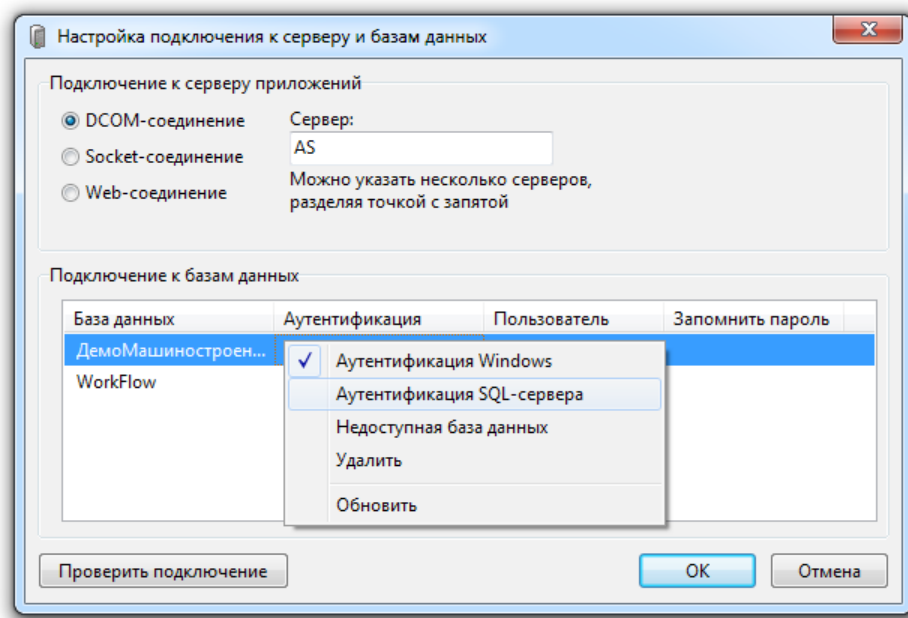 Настройка подключения к серверу и базам данных
Подключение к серверу приложений
DCOM-соединение
Socket-соединение
Web-соединение
Сервер:
AS
Можно указать несколько серверов,
разделяя точкой с запятой
Подключение к базам данных
База данных Аутентификация Пользователь Запомнить пароль
ДемоМашиностроен...
WorkFlow
Аутентификация Windows
Аутентификация SQL-сервера
Недоступная база данных
Удалить
Обновить
Проверить подключение
ОК
Отмена